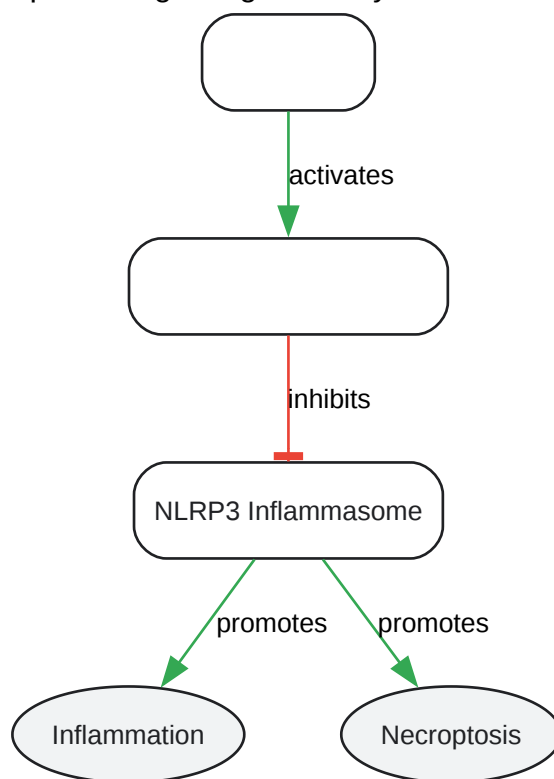 activates
inhibits
NLRP3 Inflammasome
promotes promotes
Inflammation Necroptosis